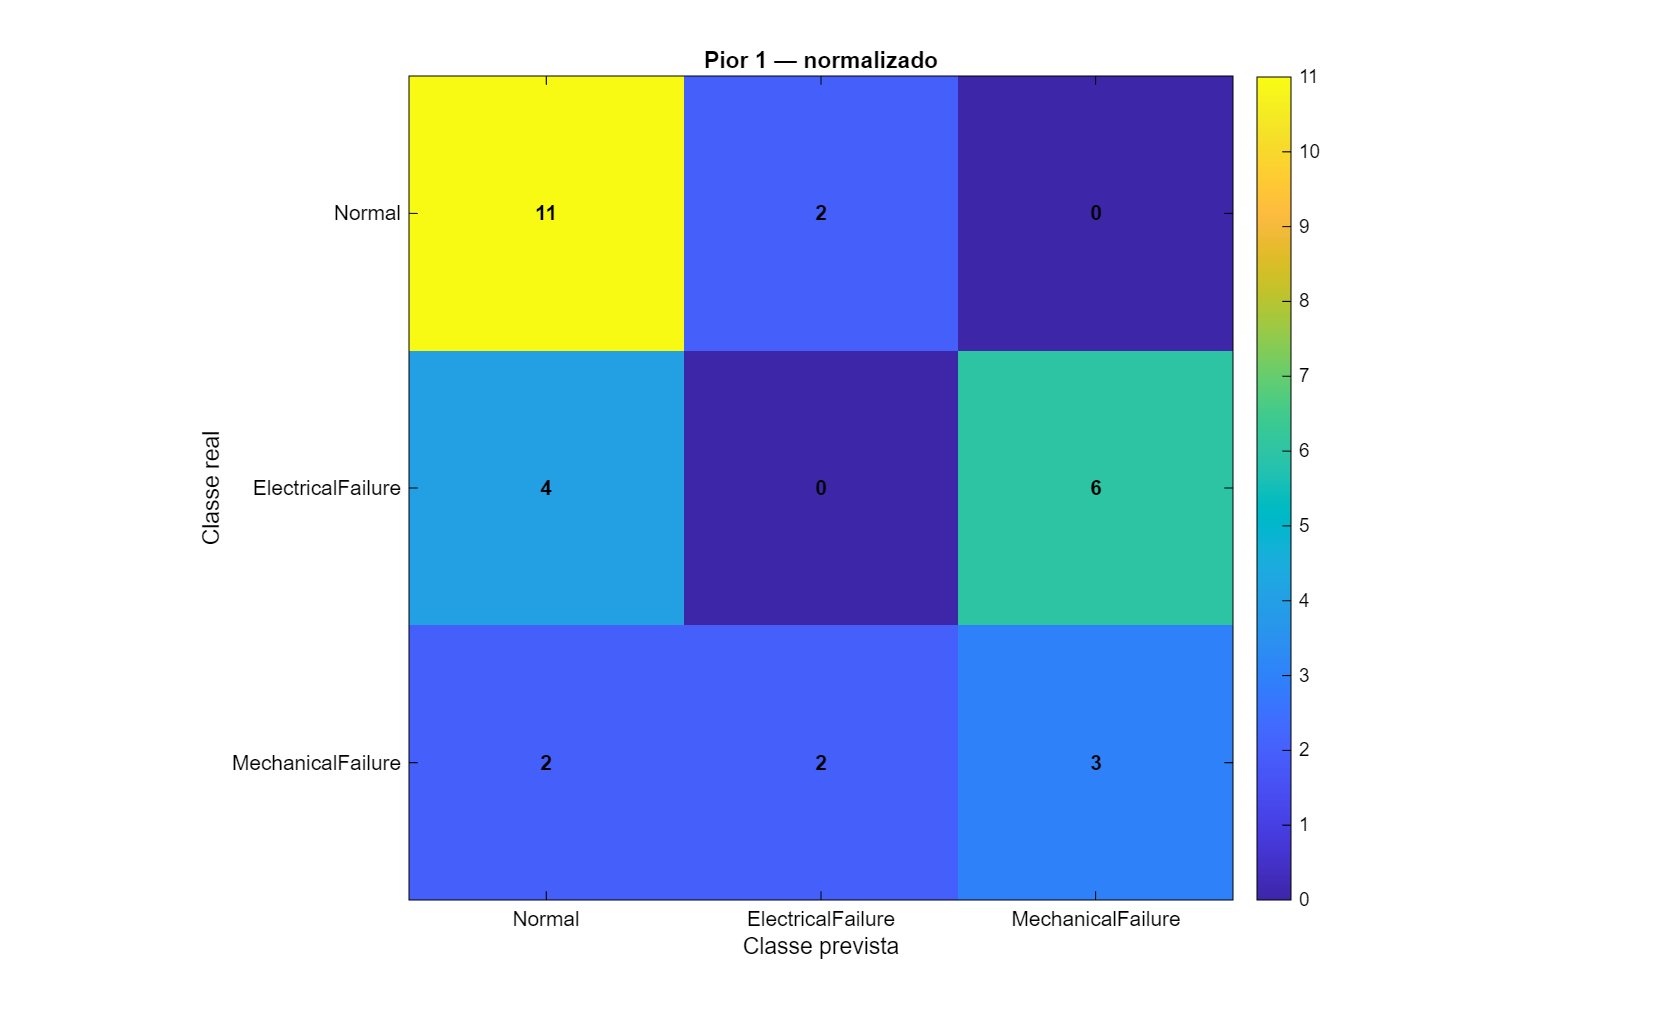 Pior 1 — normalizado
11
10
9
8
7
6
5
4
3
2
1
0
Classe real
Normal
11 2 0
ElectricalFailure
4 0 6
MechanicalFailure
2 2 3
Normal ElectricalFailure MechanicalFailure
Classe prevista